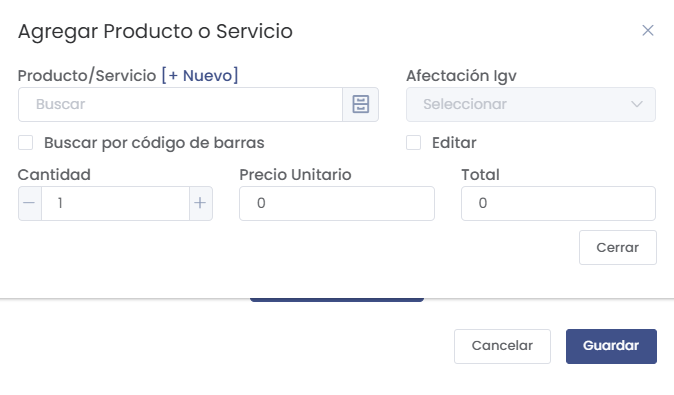 Agregar Producto o Servicio
Producto/Servicio [+ Nuevo]
Afectación Igv
Buscar
Seleccionar
Buscar por código de barras
Editar
Cantidad
Precio Unitario
Total
1
0
0
Cerrar
Cancelar
Guardar